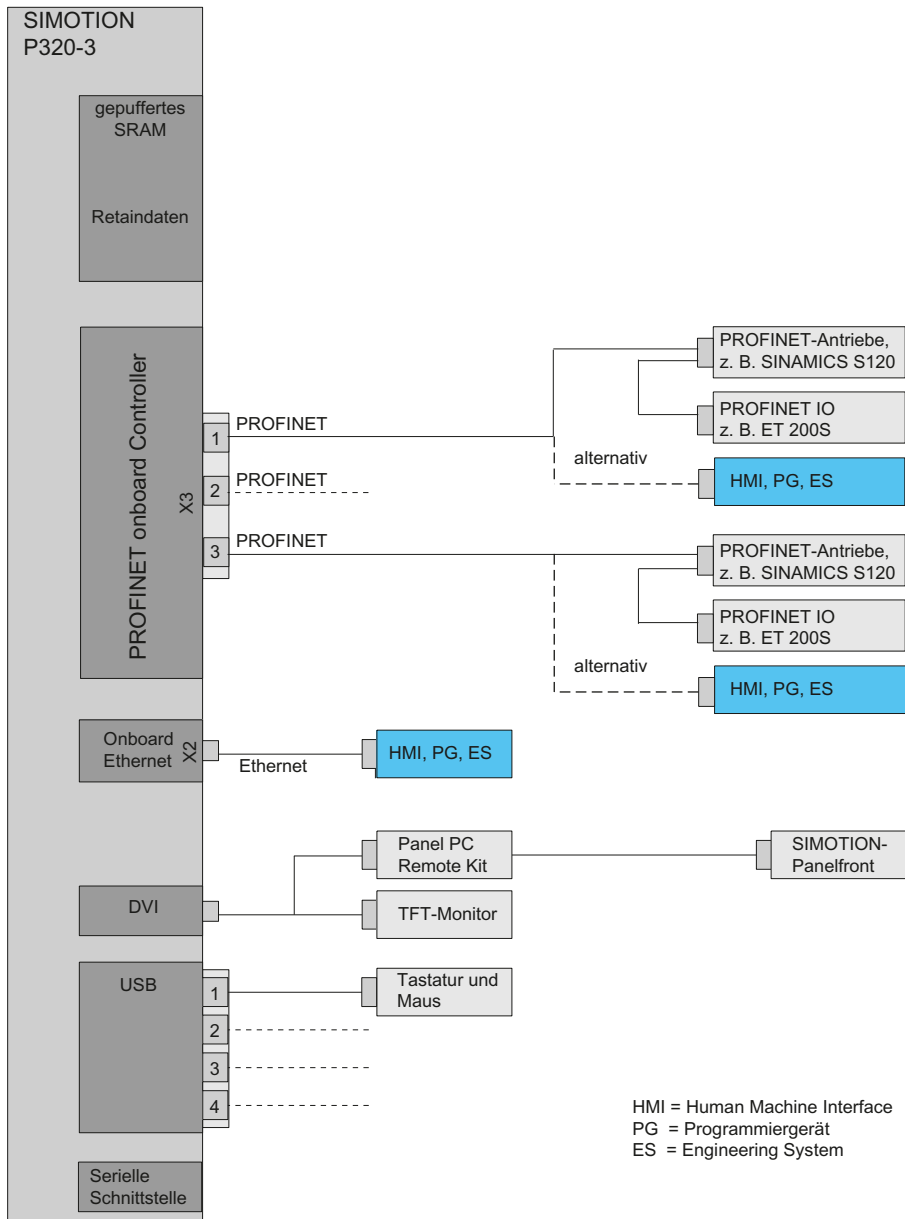 SIMOTION
P320-3
gepuffertes
SRAM
Retaindaten
PROFINET onboard Controller
X3
1
PROFINET
2
PROFINET
3
PROFINET
alternativ
PROFINET-Antriebe,
z. B. SINAMICS S120
PROFINET IO
z. B. ET 200S
HMI, PG, ES
alternativ
PROFINET-Antriebe,
z. B. SINAMICS S120
PROFINET IO
z. B. ET 200S
HMI, PG, ES
Onboard
Ethernet
X2
Ethernet
HMI, PG, ES
DVI
Panel PC
Remote Kit
SIMOTION-
Panelfront
TFT-Monitor
USB
1
2
3
4
Tastatur und
Maus
Serielle
Schnittstelle
HMI = Human Machine Interface
PG = Programmiergerät
ES = Engineering System